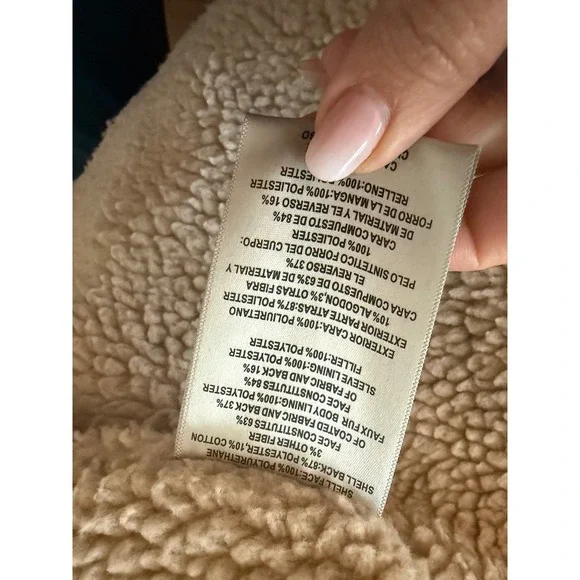 SHELL FACE:100% POLYURETHANE
SHELL BACK:87% POLYESTER,10% COTTON
3% OTHER FIBER
FACE CONSTITUTES 63%
OF COATED FABRIC AND BACK 37%
FAUX FUR BODY LINING:100% POLYESTER
FACE CONSTITUTES 84%
OF FABRIC AND BACK 16%
SLEEVE LINING:100% POLYESTER
FILLER:100% POLYESTER
EXTERIOR CARA:100% POLIURETANO
EXTERIOR PARTE ATRAS:87% POLIESTER
10% ALGODON,3% OTRAS FIBRA
CARA COMPUESTO DE 63% DE MATERIAL Y
EL REVERSO 37%
PELO SINTETICO FORRO DEL CUERPO:
100% POLIESTER
CARA COMPUESTO DE 84%
DE MATERIAL Y EL REVERSO 16%
FORRO DE LA MANGA:100% POLIESTER
RELLENO:100% POLIESTER